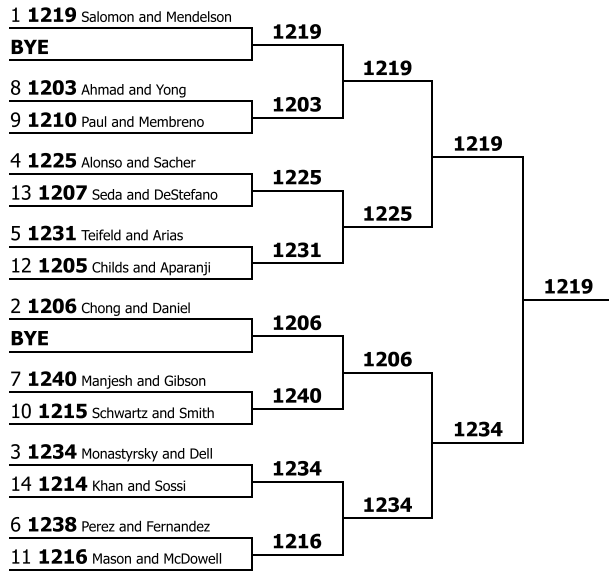 1 1219 Salomon and Mendelson
BYE
8 1203 Ahmad and Yong
9 1210 Paul and Membreno
4 1225 Alonso and Sacher
13 1207 Seda and DeStefano
5 1231 Teifeld and Arias
12 1205 Childs and Aparanji
2 1206 Chong and Daniel
BYE
7 1240 Manjesh and Gibson
10 1215 Schwartz and Smith
3 1234 Monastyrsky and Dell
14 1214 Khan and Sossi
6 1238 Perez and Fernandez
11 1216 Mason and McDowell
1219
1203
1225
1231
1206
1240
1234
1216
1219
1225
1206
1234
1219
1234
1219